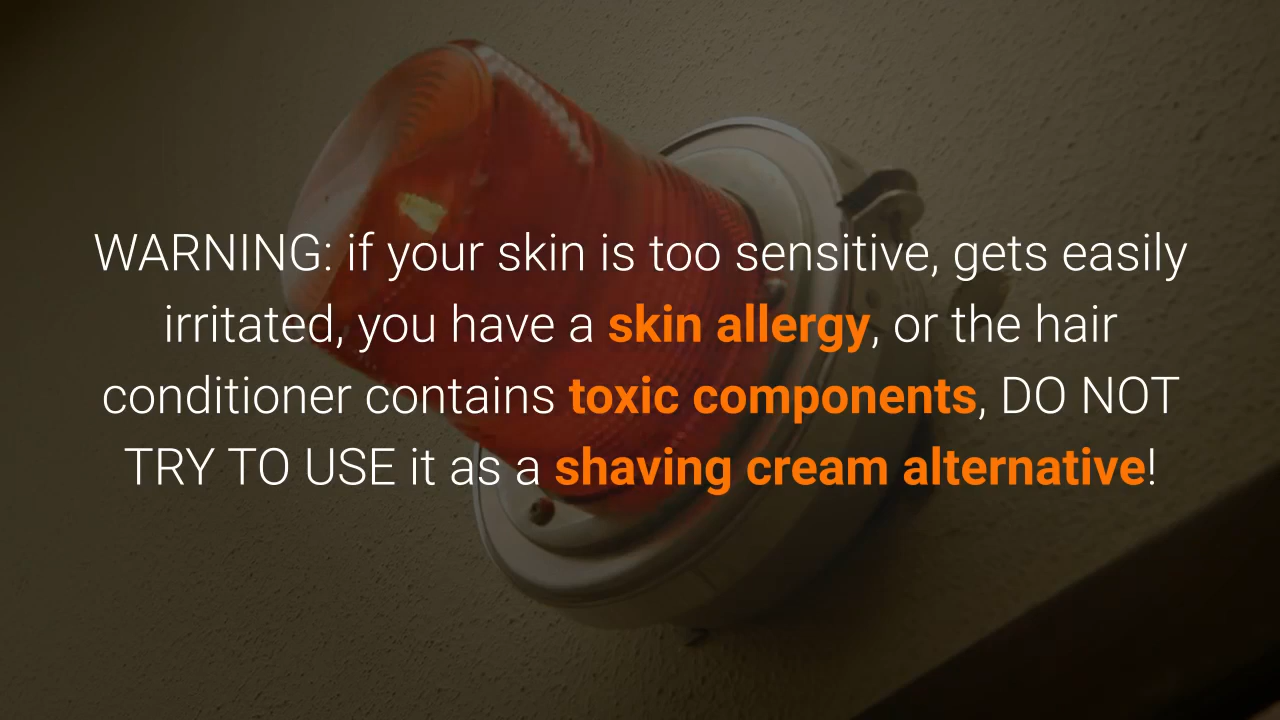 WARNING: if your skin is too sensitive, gets easily
irritated, you have a skin allergy, or the hair
conditioner contains toxic components, DO NOT
TRY TO USE it as a shaving cream alternative!